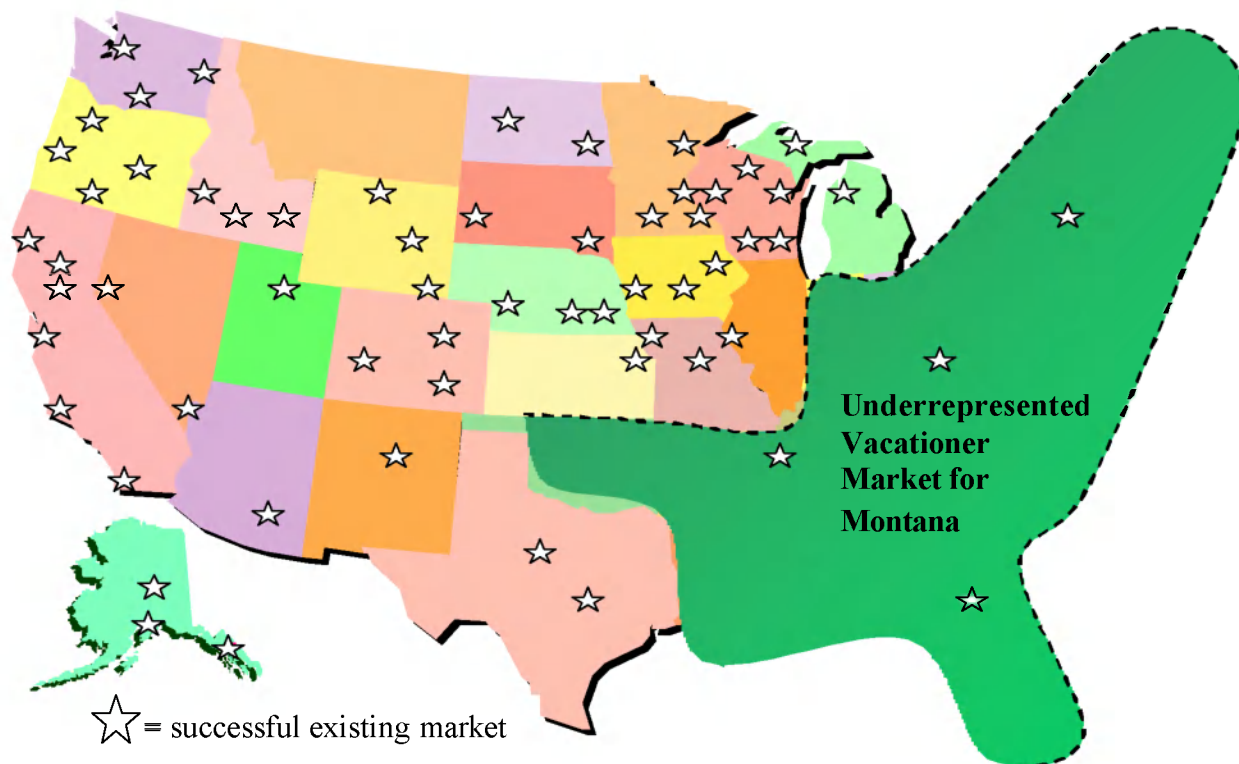 Underrepresented
Vacationer
Market for
Montana
= successful existing market